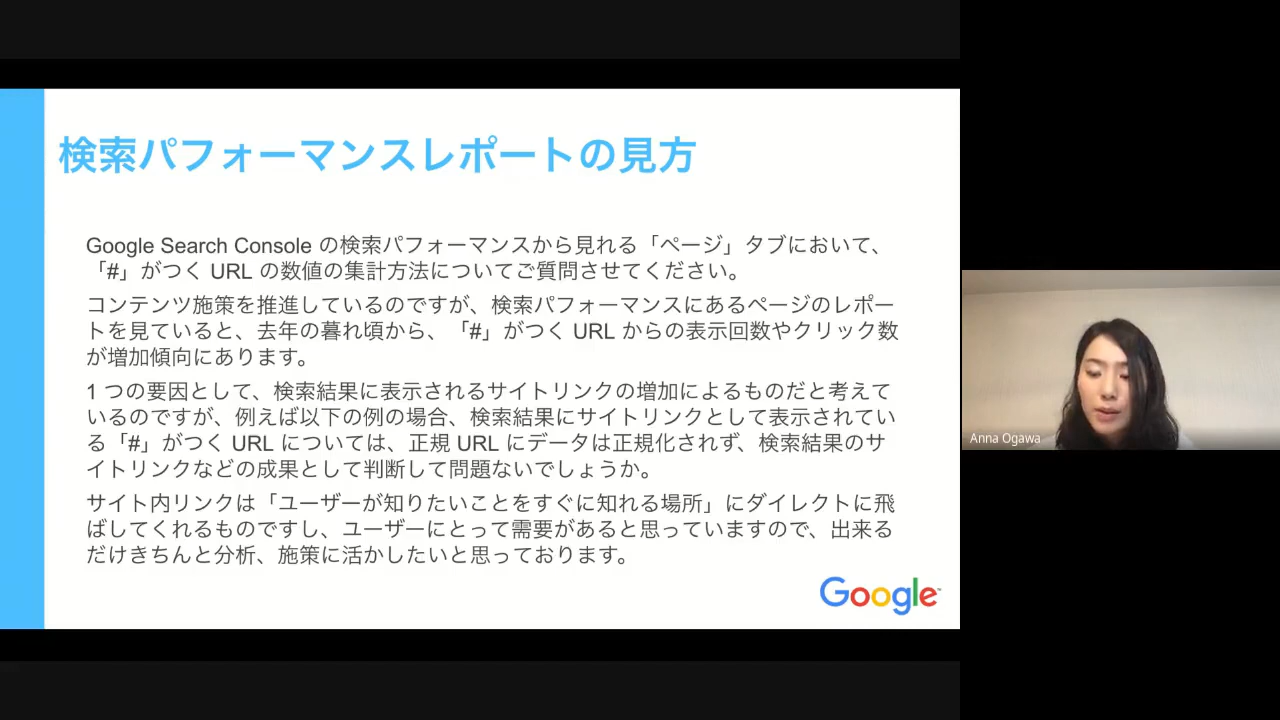 検索パフォーマンスレポートの見方
Google Search Console の検索パフォーマンスから見れる「ページ」タブにおいて、
「#」がつく URL の数値の集計方法についてご質問させてください。
コンテンツ施策を推進しているのですが、検索パフォーマンスにあるページのレポー
トを見ていると、去年の暮れ頃から、「#」がつく URL からの表示回数やクリック数
が増加傾向にあります。
1 つの要因として、検索結果に表示されるサイトリンクの増加によるものだと考えて
いるのですが、例えば以下の例の場合、検索結果にサイトリンクとして表示されてい
る「#」がつく URL については、正規 URL にデータは正規化されず、検索結果のサ
イトリンクなどの成果として判断して問題ないでしょうか。
サイト内リンクは「ユーザーが知りたいことをすぐに知れる場所」にダイレクトに飛
ばしてくれるものですし、ユーザーにとって需要があると思っていますので、出来る
だけきちんと分析、施策に活かしたいと思っております。
Google
Anna Ogawa